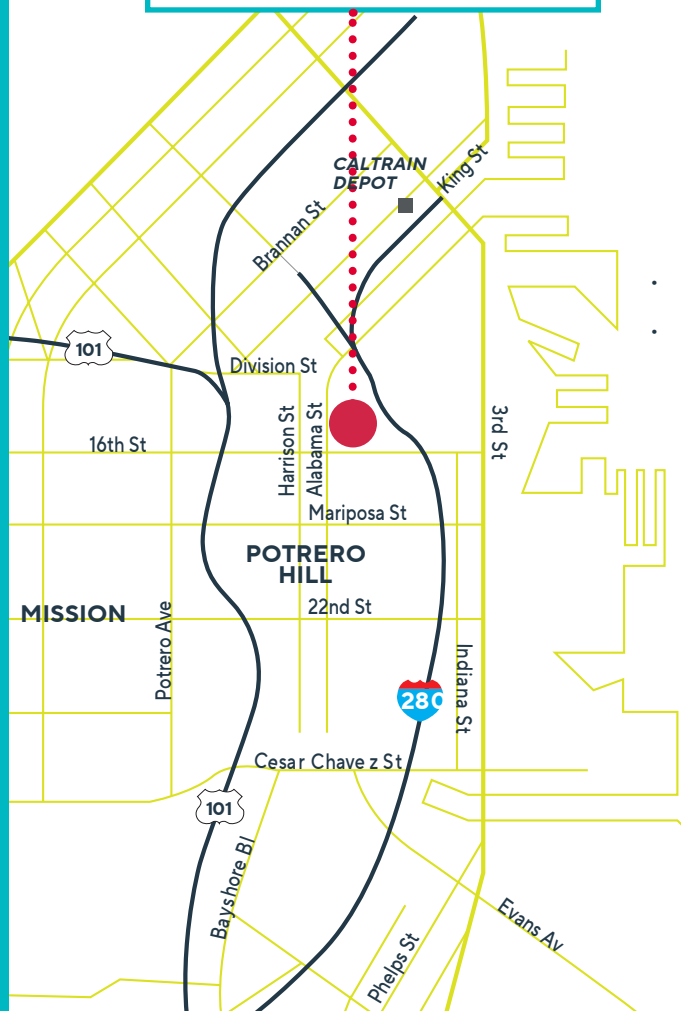 CALTRAIN
DEPOT
King St
Brannan St
101
Division St
Harrison St
Alabama St
3rd St
16th St
Mariposa St
POTRERO
HILL
22nd St
MISSION
Potrero Ave
Indiana St
280
Cesar Chave z St
101
Bayshore Bl
Evans Av
Phelps St